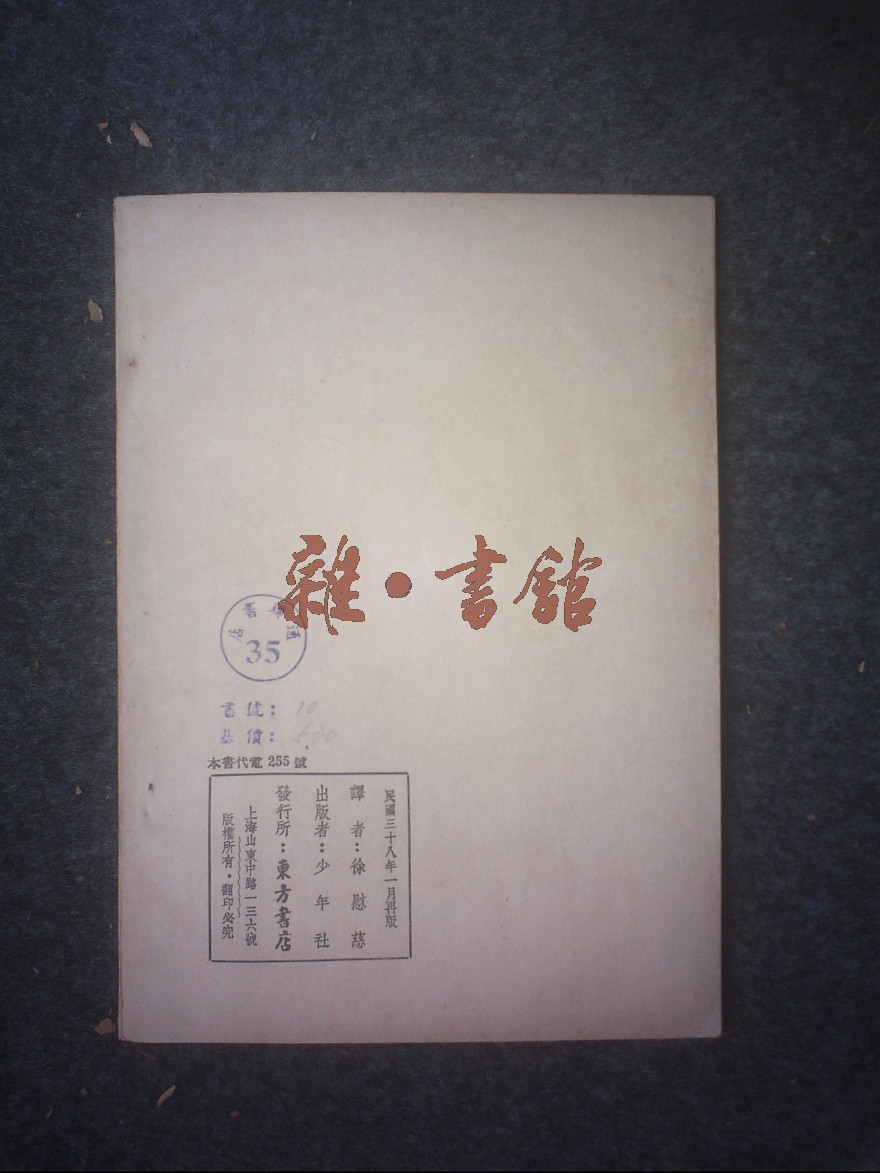 雜·書館
35
書號：10
基價：
本書代電 255 號
民國三十八年一月再版
譯者：徐慰慈
出版者：少年社
發行所：東方書店
上海山東中路一三六號
版權所有·翻印必究